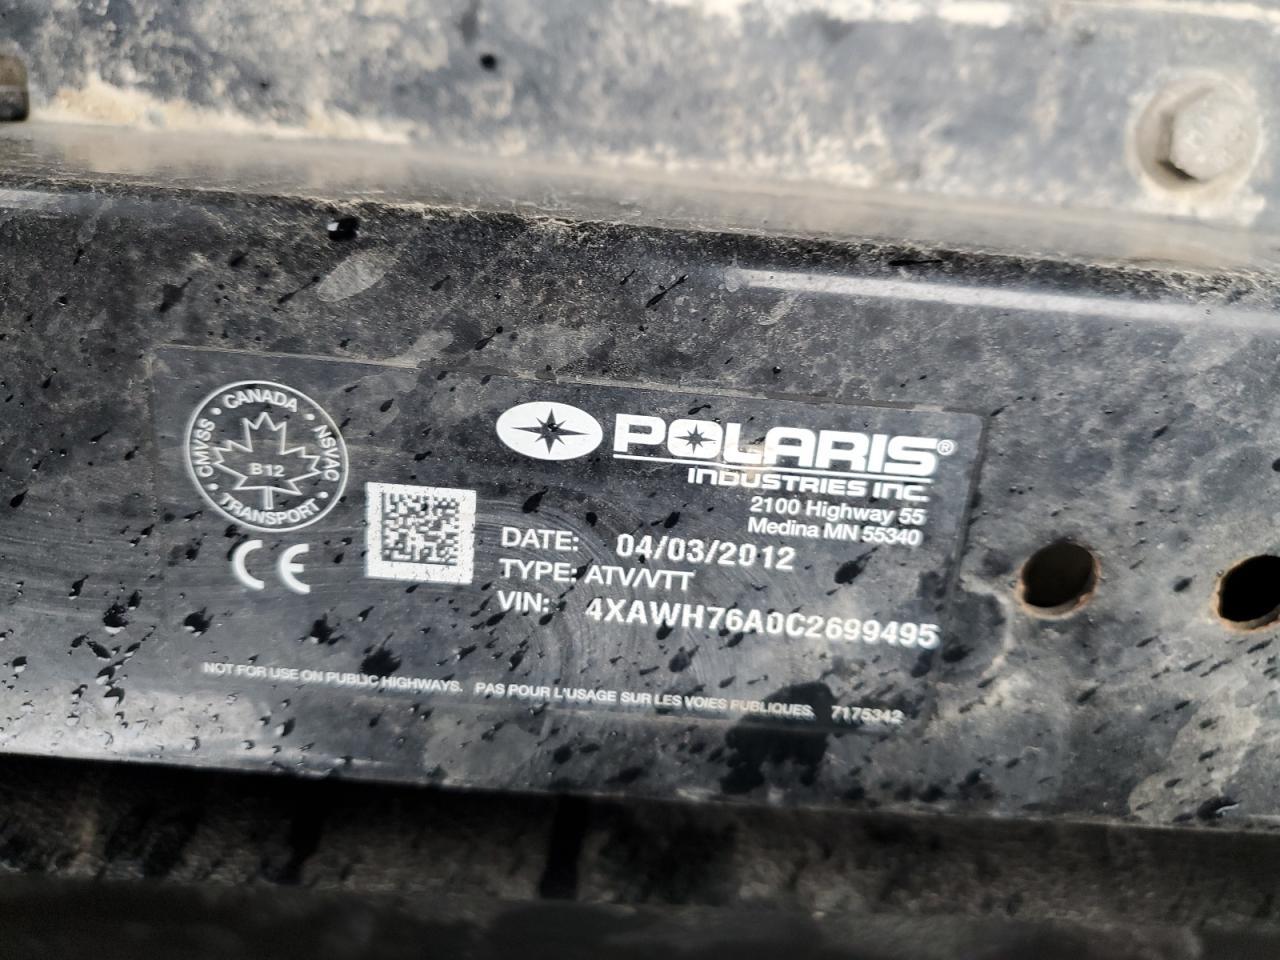 CANADA
CMVSS • NSVAC
B12
TRANSPORT
CE
POLARIS®
INDUSTRIES INC.
2100 Highway 55
Medina MN 55340
DATE: 04/03/2012
TYPE: ATV/VTT
VIN: 4XAWH76A0C2699495
NOT FOR USE ON PUBLIC HIGHWAYS. PAS POUR L'USAGE SUR LES VOIES PUBLIQUES. 7175342